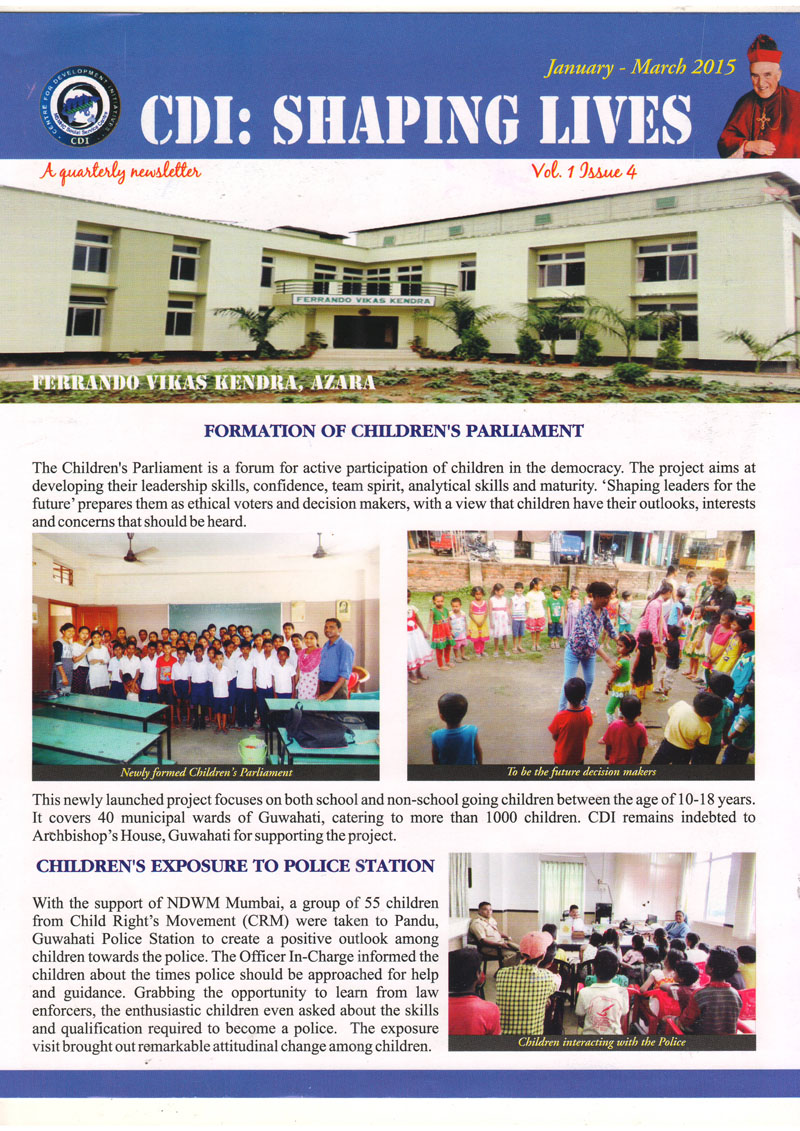 January - March 2015
CENTRE FOR DEVELOPMENT INITIATIVES
CDI
CDI: SHAPING LIVES
A quarterly newsletter
Vol. 1 Issue 4
FERRANDO VIKAS KENDRA
FERRANDO VIKAS KENDRA, AZARA
FORMATION OF CHILDREN'S PARLIAMENT
The Children's Parliament is a forum for active participation of children in the democracy. The project aims at
developing their leadership skills, confidence, team spirit, analytical skills and maturity. ‘Shaping leaders for the
future’ prepares them as ethical voters and decision makers, with a view that children have their outlooks, interests
and concerns that should be heard.
Newly formed Children's Parliament
To be the future decision makers
This newly launched project focuses on both school and non-school going children between the age of 10-18 years.
It covers 40 municipal wards of Guwahati, catering to more than 1000 children. CDI remains indebted to
Archbishop’s House, Guwahati for supporting the project.
CHILDREN'S EXPOSURE TO POLICE STATION
With the support of NDWM Mumbai, a group of 55 children
from Child Right’s Movement (CRM) were taken to Pandu,
Guwahati Police Station to create a positive outlook among
children towards the police. The Officer In-Charge informed the
children about the times police should be approached for help
and guidance. Grabbing the opportunity to learn from law
enforcers, the enthusiastic children even asked about the skills
and qualification required to become a police. The exposure
visit brought out remarkable attitudinal change among children.
Children interacting with the Police